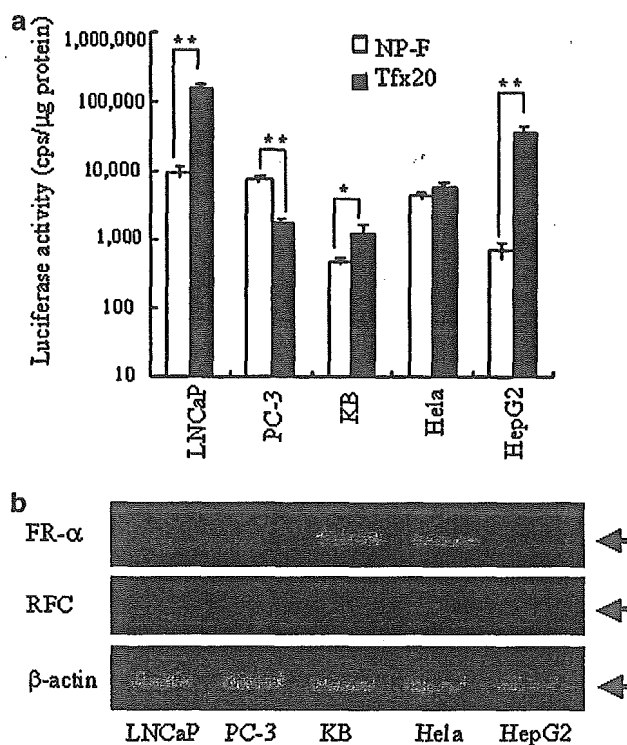 a
Luciferase activity (cps/µg protein)
1,000,000
100,000
10,000
1,000
100
10
**
**
*
**
NP-F
Tfx20
LNCaP
PC-3
KB
Hela
HepG2
b
FR-α
RFC
β-actin
LNCaP PC-3 KB Hela HepG2